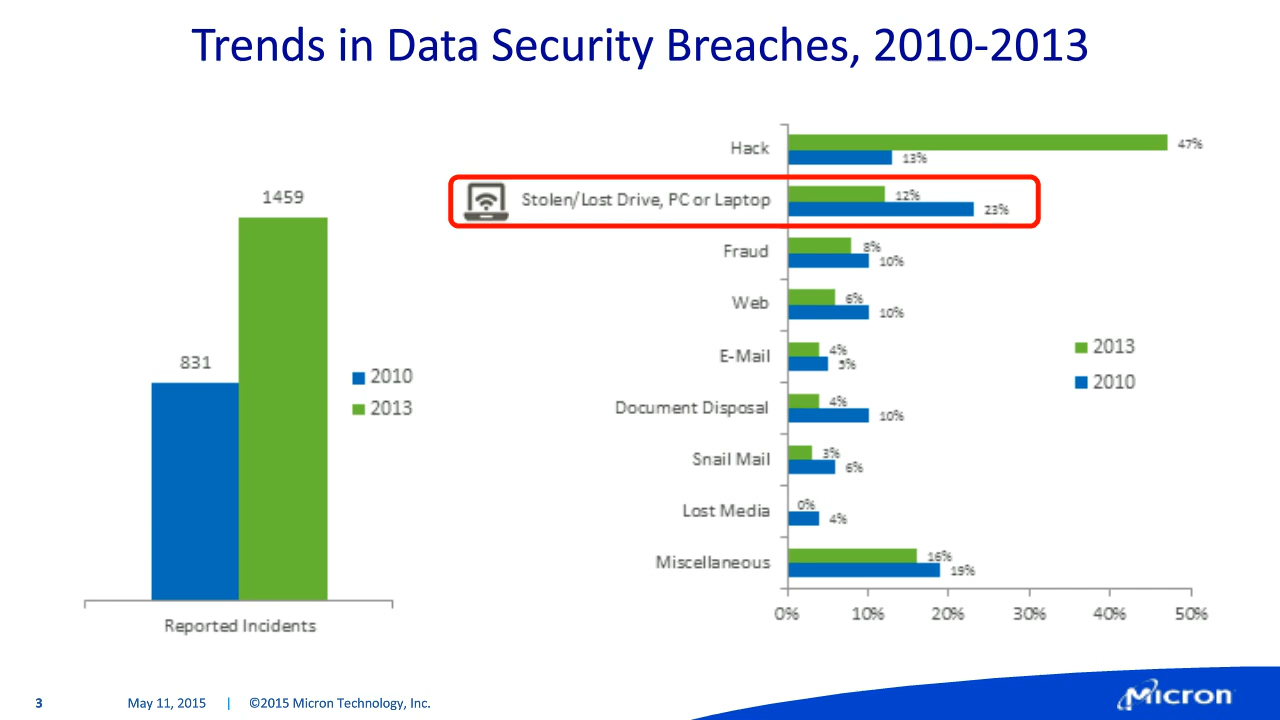 Trends in Data Security Breaches, 2010-2013
1459
831
2010
2013
Reported Incidents
Hack
47%
13%
Stolen/Lost Drive, PC or Laptop
12%
23%
Fraud
8%
10%
Web
6%
10%
E-Mail
4%
5%
Document Disposal
4%
10%
Snail Mail
3%
6%
Lost Media
0%
4%
Miscellaneous
16%
19%
2013
2010
0% 10% 20% 30% 40% 50%
3 May 11, 2015 | ©2015 Micron Technology, Inc.
Micron